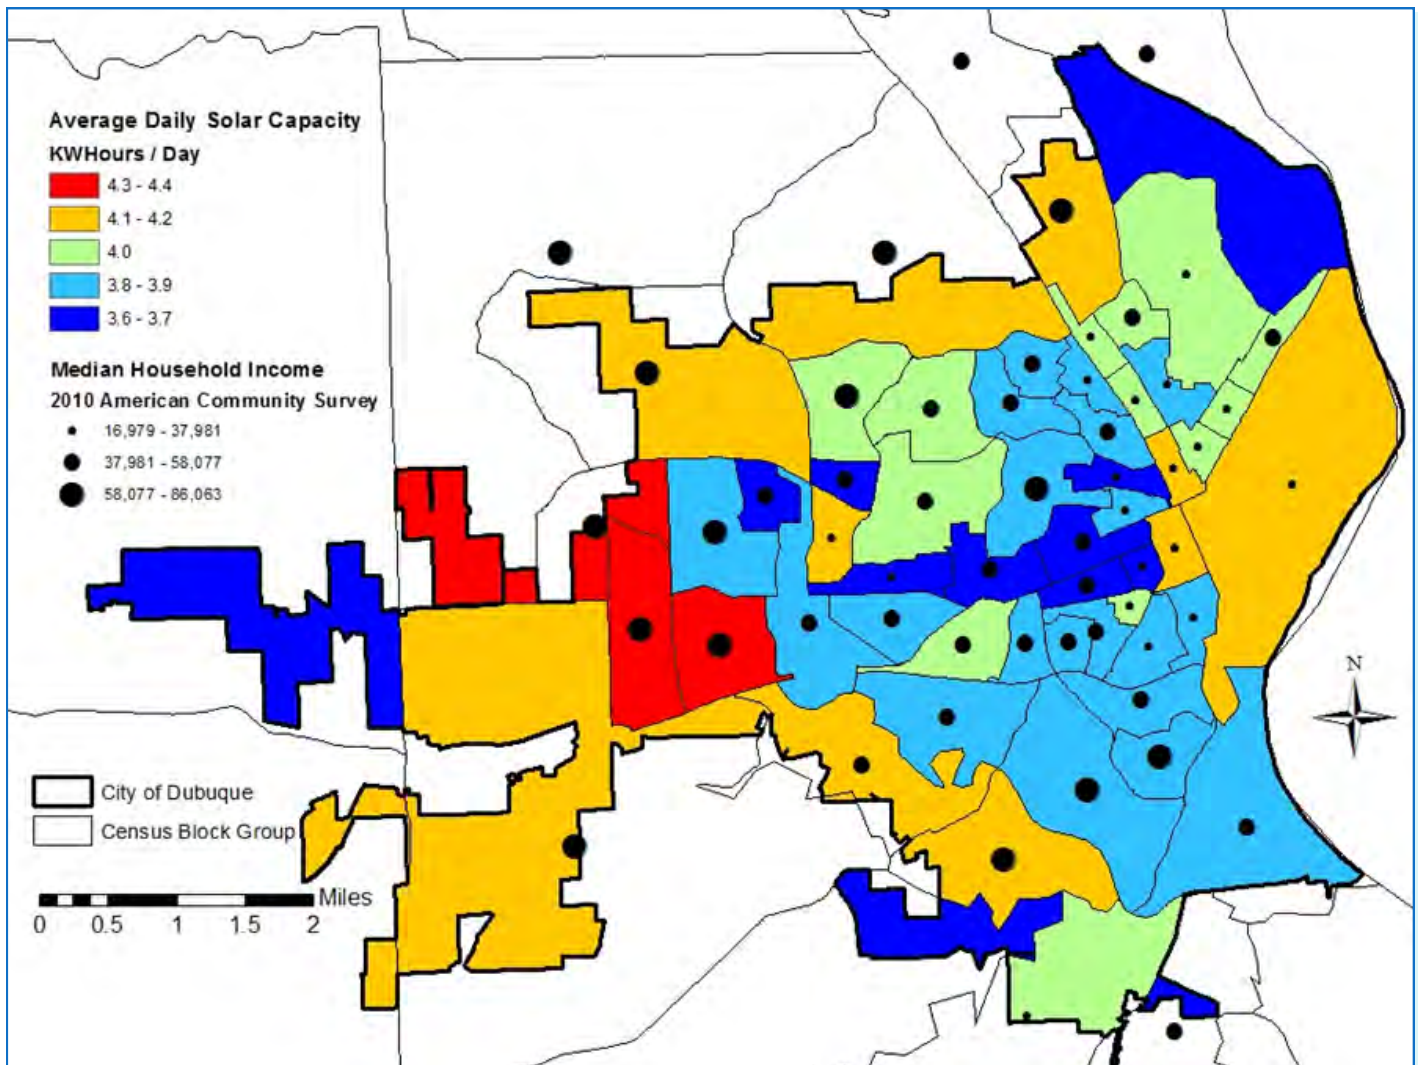 Average Daily Solar Capacity
KWHours / Day
4.3 - 4.4
4.1 - 4.2
4.0
3.8 - 3.9
3.6 - 3.7
Median Household Income
2010 American Community Survey
16,979 - 37,981
37,981 - 58,077
58,077 - 86,063
N
City of Dubuque
Census Block Group
Miles
0 0.5 1 1.5 2